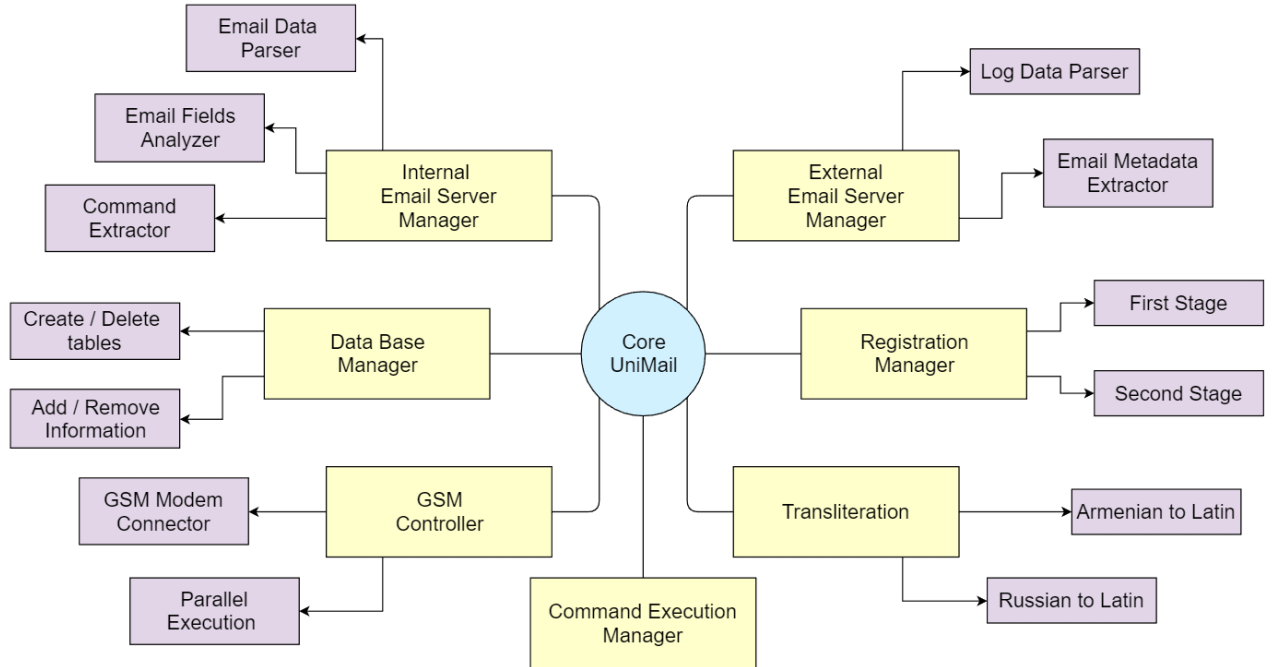 Email Data
Parser
Log Data Parser
Email Fields
Analyzer
Internal
Email Server
Manager
External
Email Server
Manager
Email Metadata
Extractor
Command
Extractor
Create / Delete
tables
Data Base
Manager
Core
UniMail
Registration
Manager
First Stage
Second Stage
Add / Remove
Information
GSM Modem
Connector
GSM
Controller
Transliteration
Armenian to Latin
Parallel
Execution
Command Execution
Manager
Russian to Latin